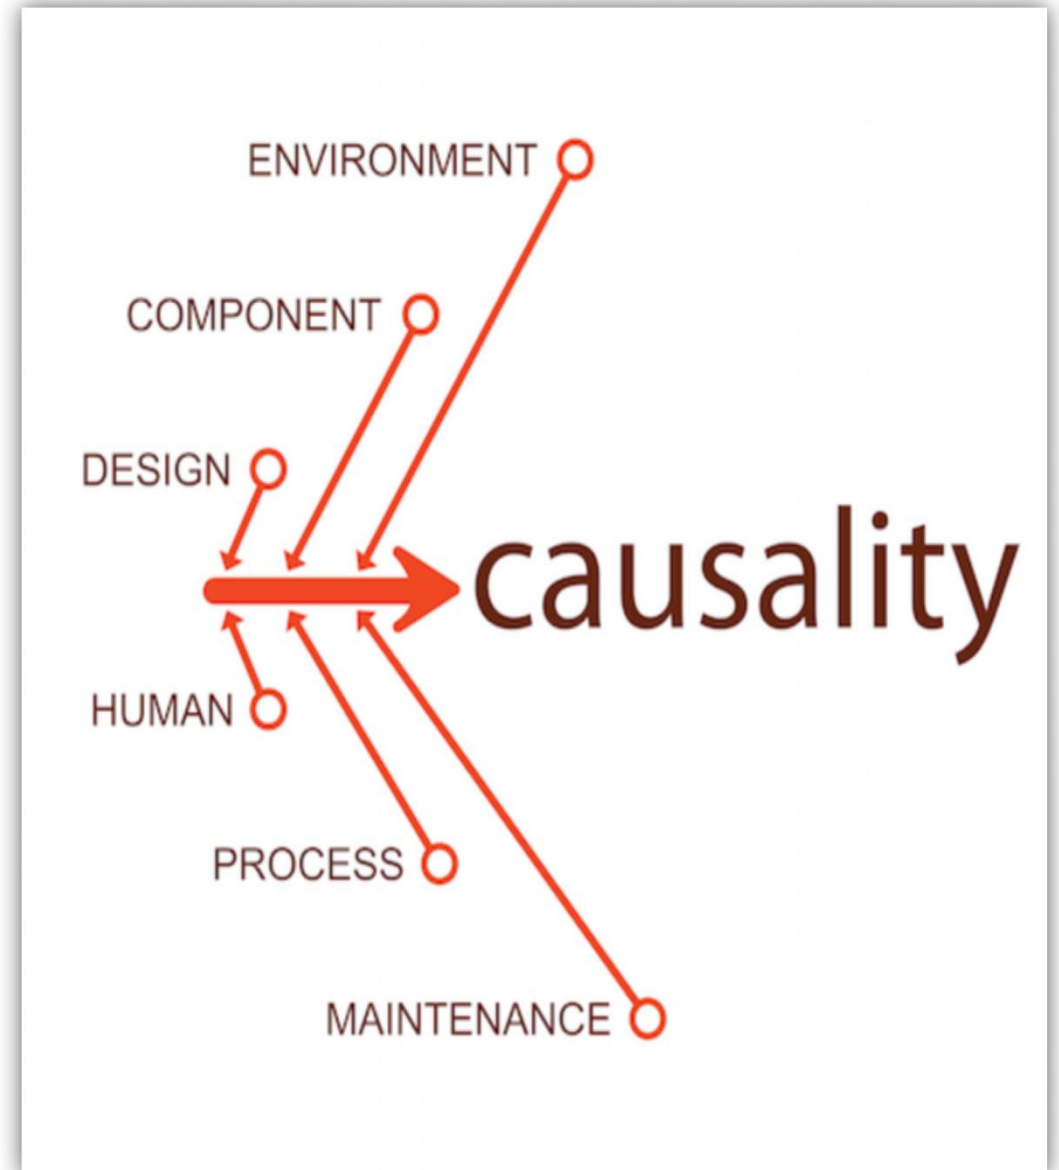 ENVIRONMENT
COMPONENT
DESIGN
causality
HUMAN
PROCESS
MAINTENANCE